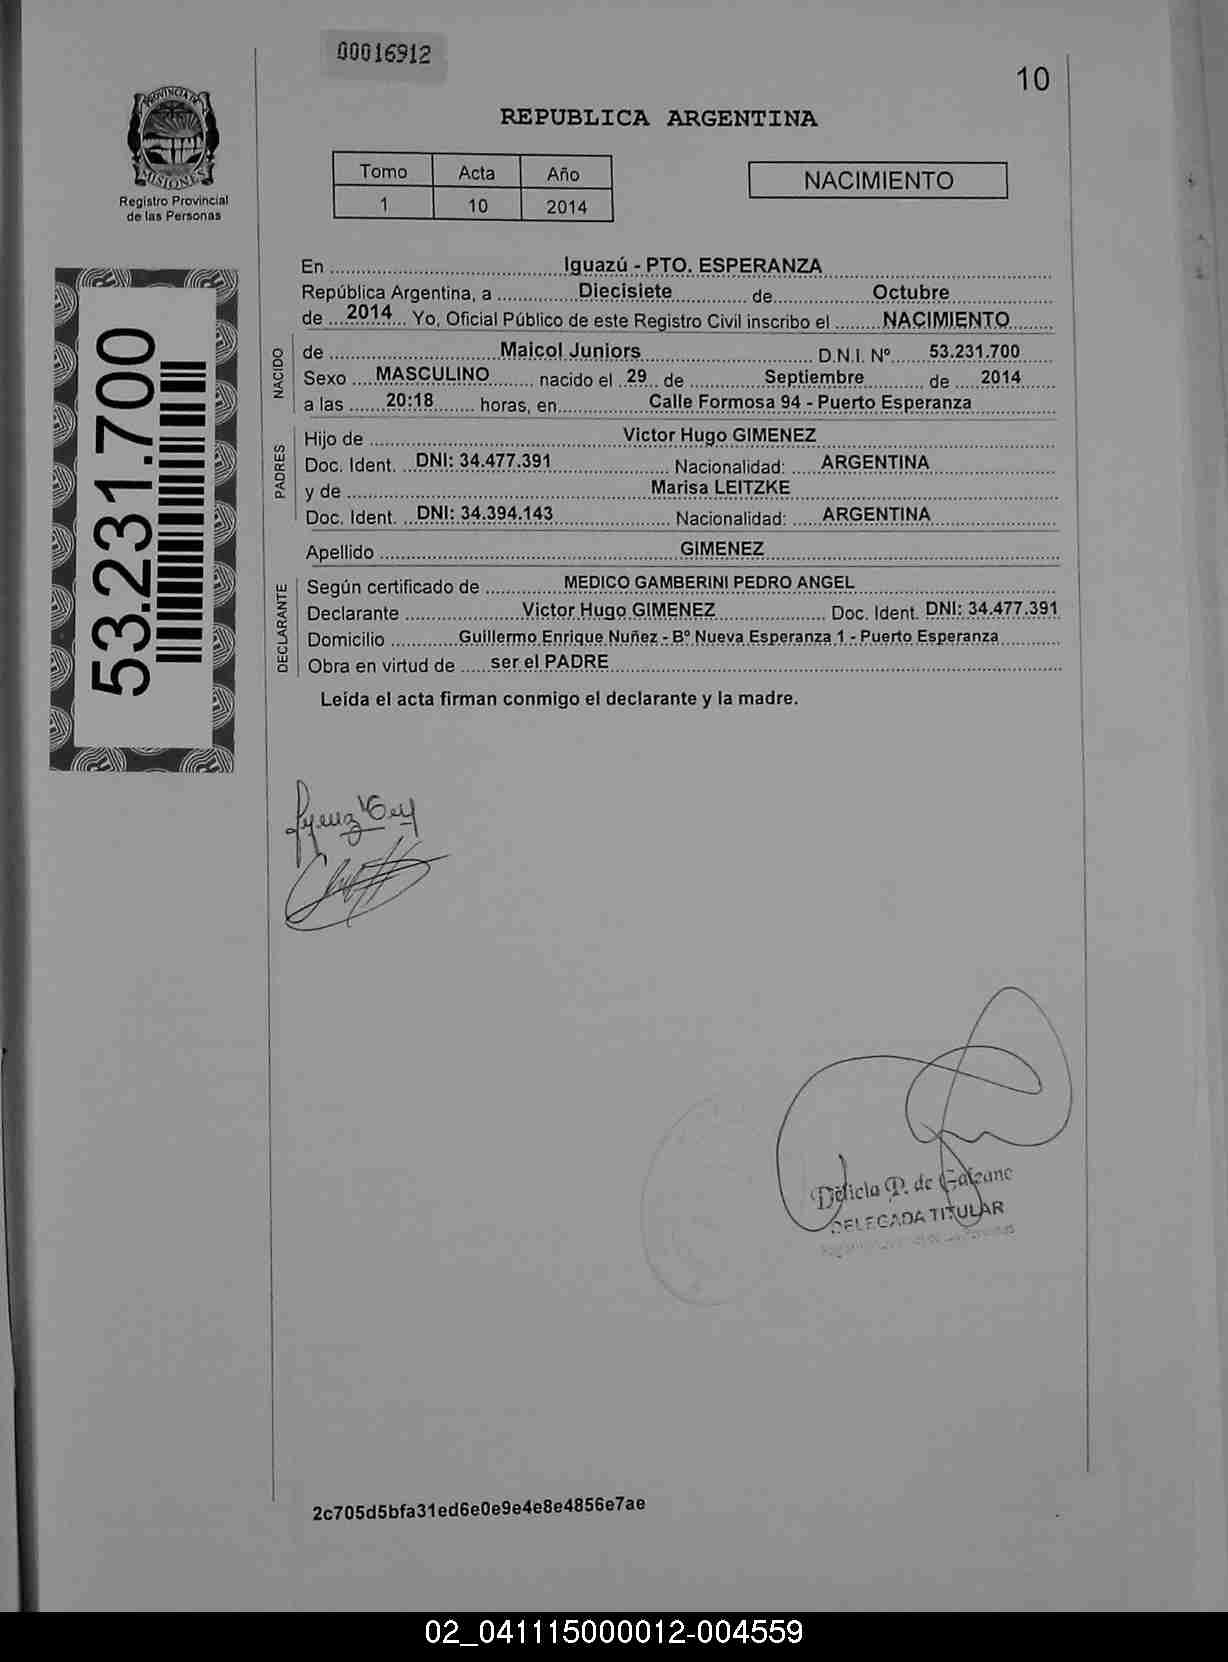 00016912
10
PROVINCIA DE
MISIONES
Registro Provincial
de las Personas
REPUBLICA ARGENTINA
Tomo Acta Año
1 10 2014
NACIMIENTO
53.231.700
En Iguazú - PTO. ESPERANZA
República Argentina, a Diecisiete de Octubre
de 2014 Yo, Oficial Público de este Registro Civil inscribo el NACIMIENTO
NACIDO
de Maicol Juniors D.N.I. Nº 53.231.700
Sexo MASCULINO nacido el 29 de Septiembre de 2014
a las 20:18 horas, en Calle Formosa 94 - Puerto Esperanza
PADRES
Hijo de Victor Hugo GIMENEZ
Doc. Ident. DNI: 34.477.391 Nacionalidad: ARGENTINA
y de Marisa LEITZKE
Doc. Ident. DNI: 34.394.143 Nacionalidad: ARGENTINA
Apellido GIMENEZ
DECLARANTE
Según certificado de MEDICO GAMBERINI PEDRO ANGEL
Declarante Victor Hugo GIMENEZ Doc. Ident. DNI: 34.477.391
Domicilio Guillermo Enrique Nuñez - Bº Nueva Esperanza 1 - Puerto Esperanza
Obra en virtud de ser el PADRE
Leída el acta firman conmigo el declarante y la madre.
Delicia P. de Galeano
DELEGADA TITULAR
2c705d5bfa31ed6e0e9e4e8e4856e7ae
02_041115000012-004559